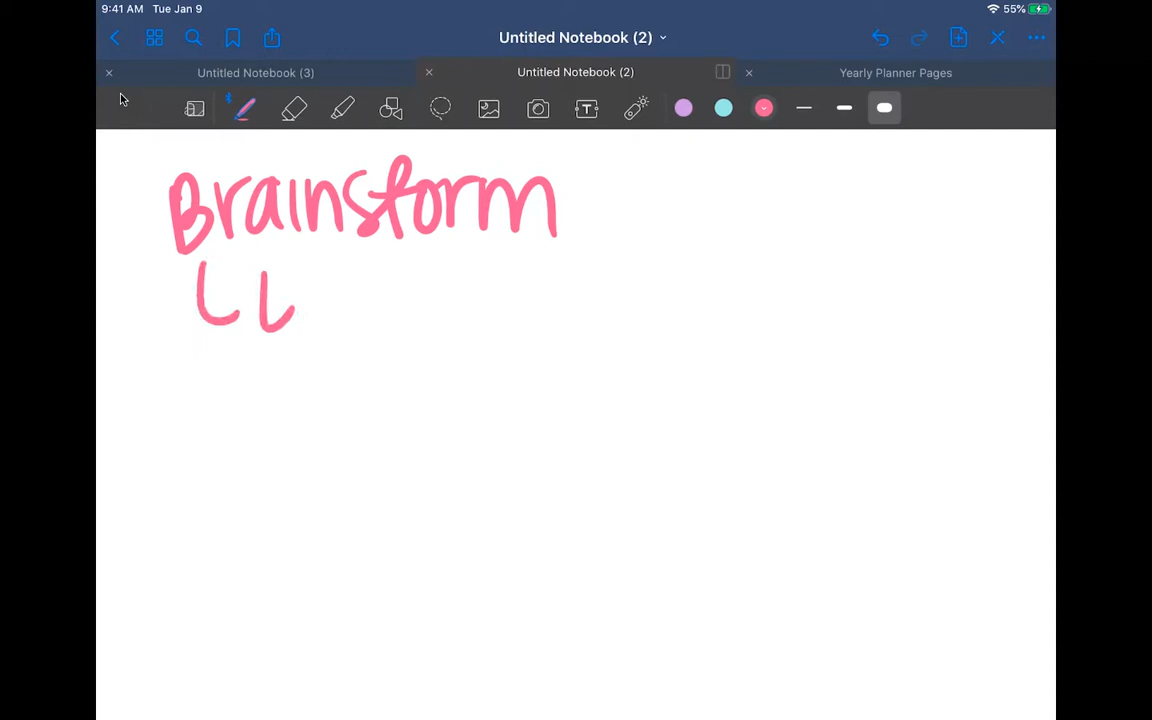 9:41 AM Tue Jan 9 55%
Untitled Notebook (2)
Untitled Notebook (3) Untitled Notebook (2) Yearly Planner Pages
T
Brainstorm